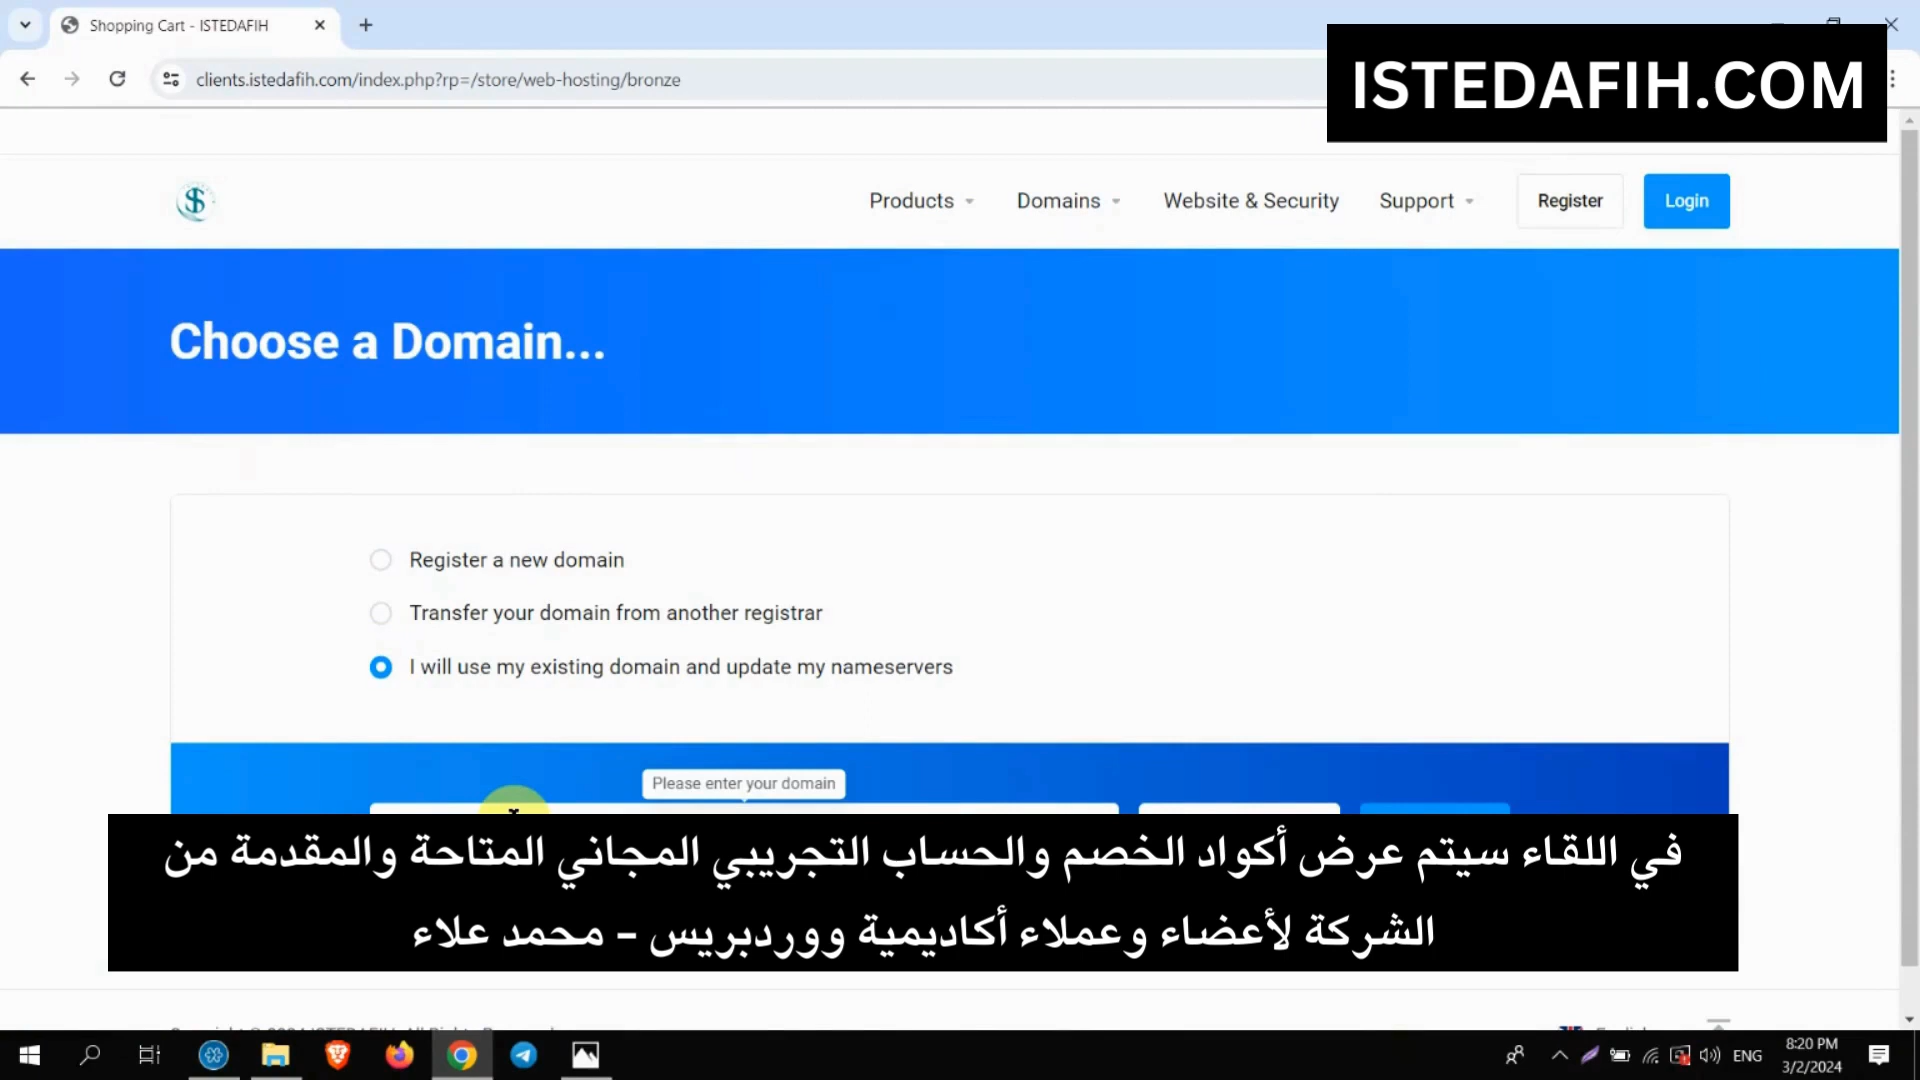 Shopping Cart - ISTEDAFIH
clients.istedafih.com/index.php?rp=/store/web-hosting/bronze
ISTEDAFIH.COM
Products
Domains
Website & Security
Support
Register
Login
Choose a Domain...
Register a new domain
Transfer your domain from another registrar
I will use my existing domain and update my nameservers
Please enter your domain
في اللقاء سيتم عرض أكواد الخصم والحساب التجريبي المجاني المتاحة والمقدمة من
الشركة لأعضاء وعملاء أكاديمية ووردبريس – محمد علاء
ENG
8:20 PM
3/2/2024